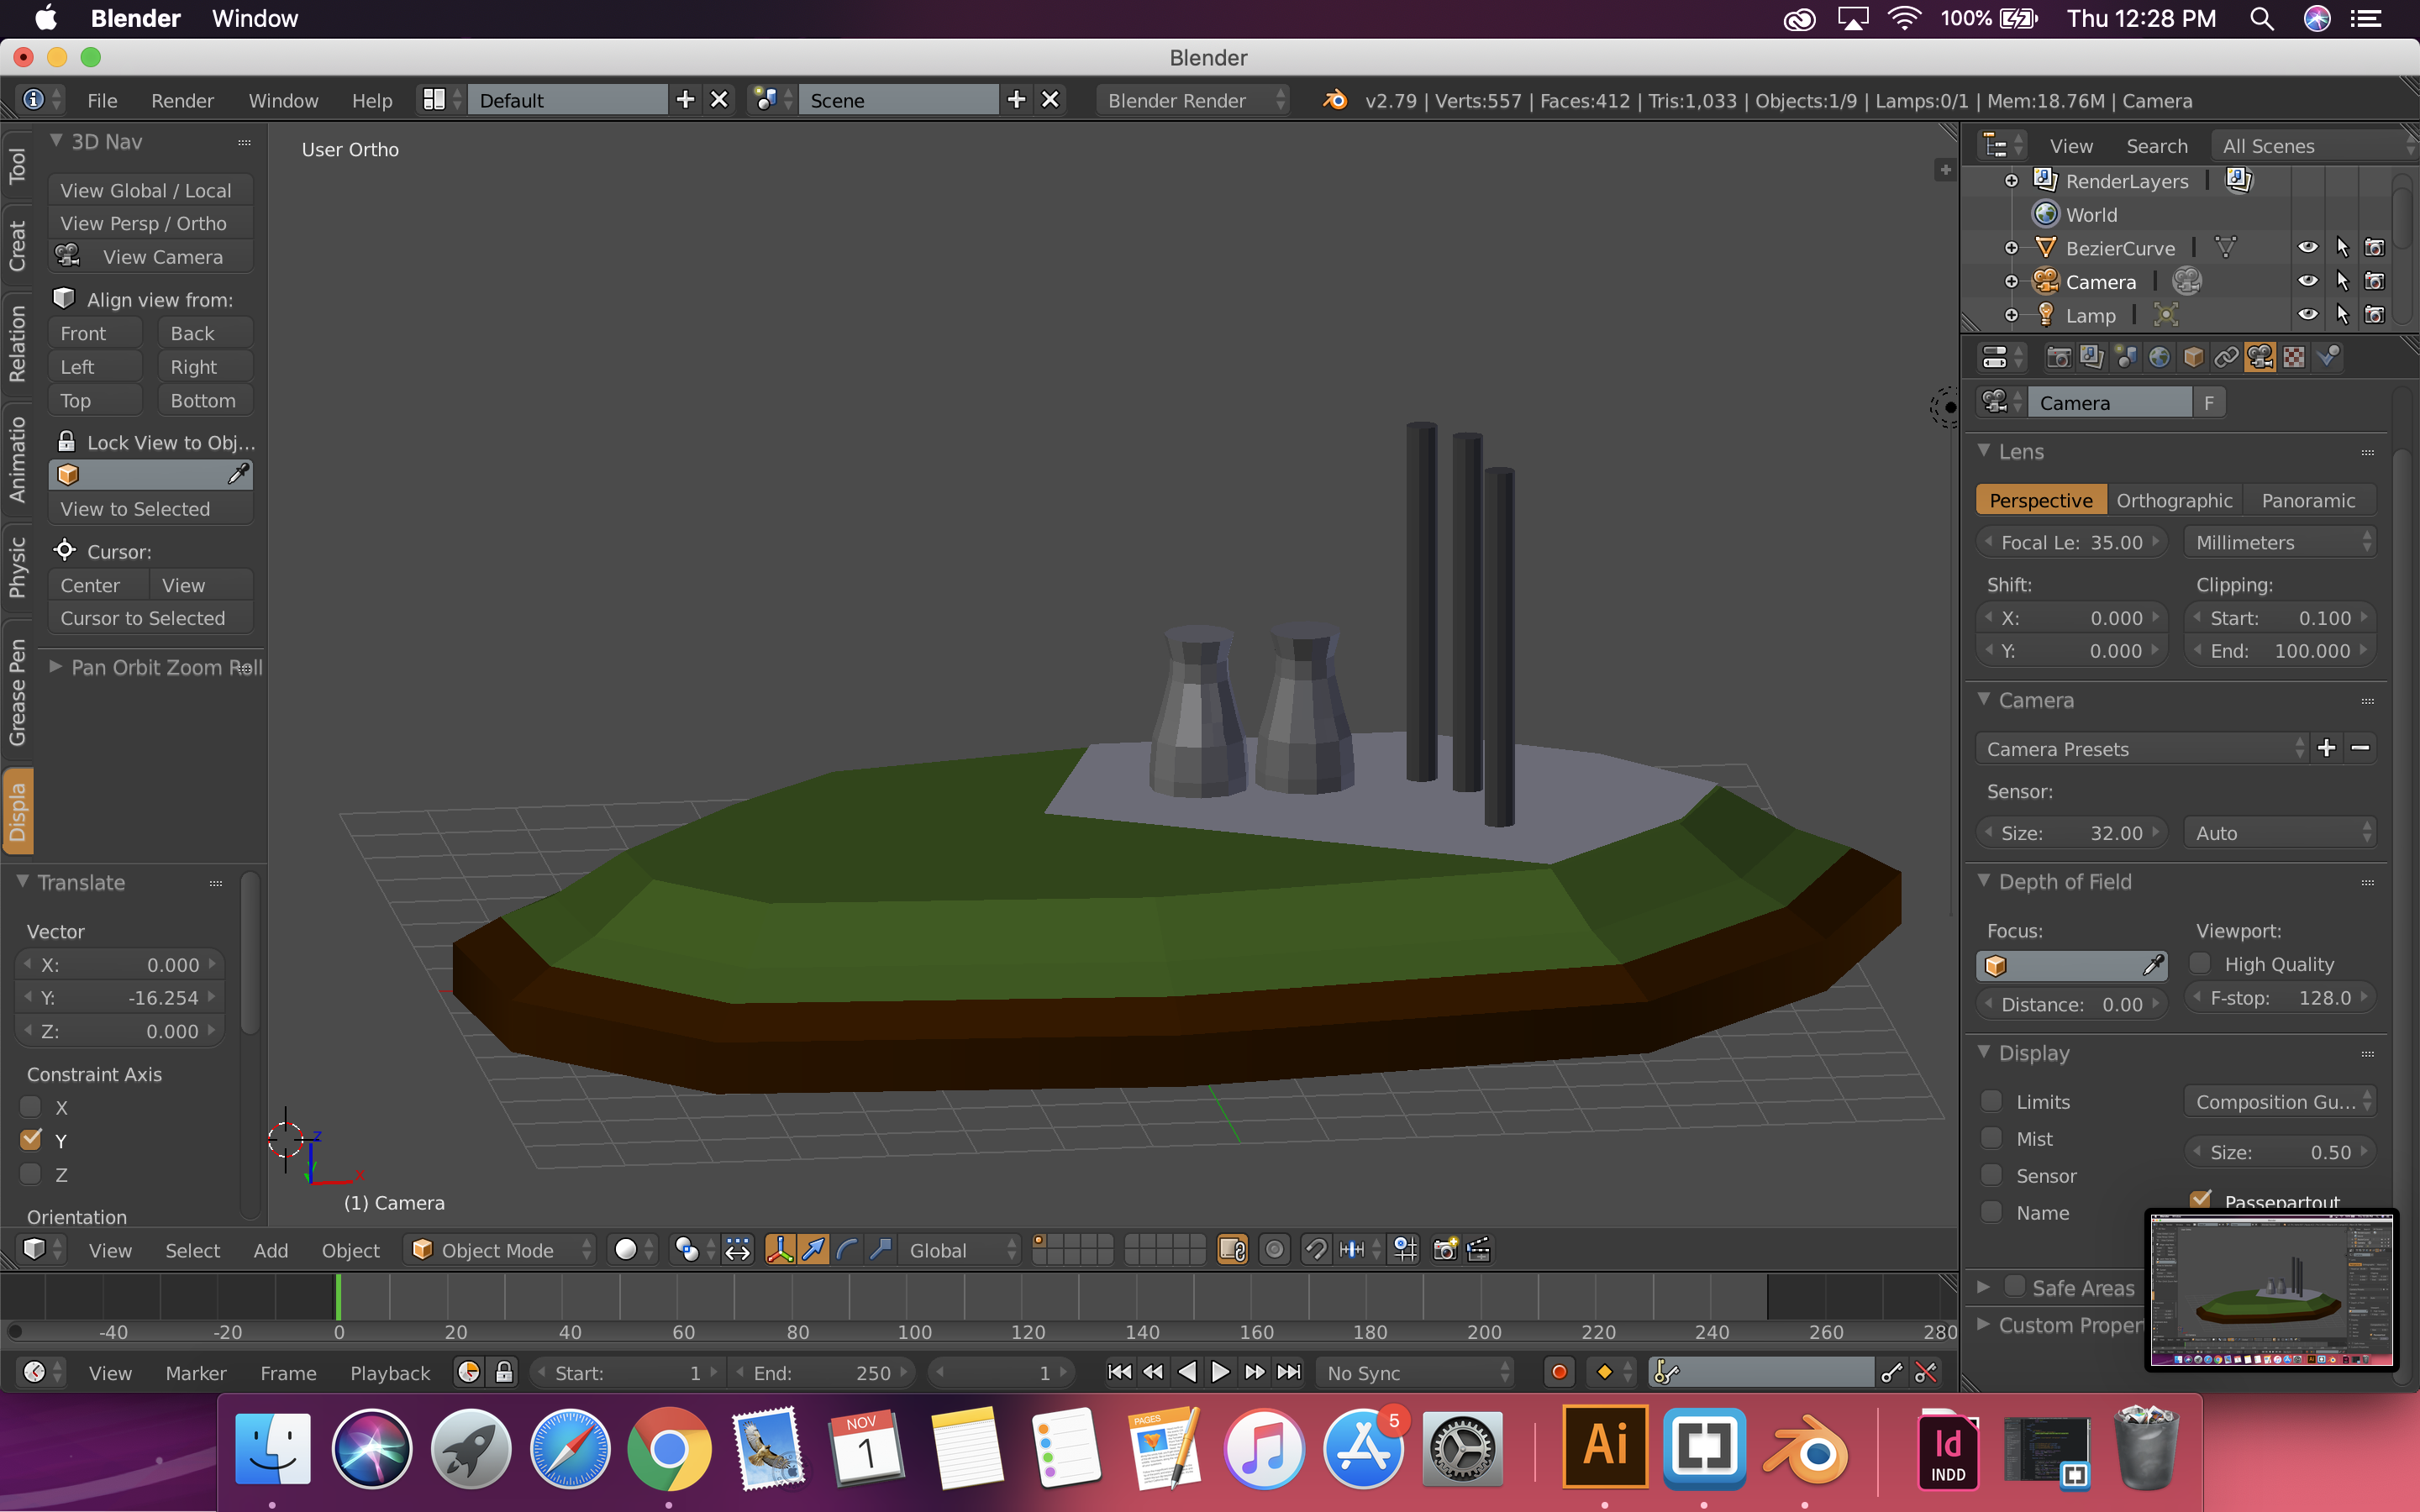 Blender Window 100% Thu 12:28 PM
Blender
File Render Window Help Default Scene Blender Render v2.79 | Verts:557 | Faces:412 | Tris:1,033 | Objects:1/9 | Lamps:0/1 | Mem:18.76M | Camera
Tool
Creat
Relation
Animatio
Physic
Grease Pen
Displa
3D Nav
View Global / Local
View Persp / Ortho
View Camera
Align view from:
Front Back
Left Right
Top Bottom
Lock View to Obj...
View to Selected
Cursor:
Center View
Cursor to Selected
Pan Orbit Zoom Roll
Translate
Vector
X: 0.000
Y: -16.254
Z: 0.000
Constraint Axis
X
Y
Z
Orientation
User Ortho
z
y
x
(1) Camera
View Search All Scenes
RenderLayers
World
BezierCurve
Camera
Lamp
Camera F
Lens
Perspective Orthographic Panoramic
Focal Le: 35.00 Millimeters
Shift: Clipping:
X: 0.000 Start: 0.100
Y: 0.000 End: 100.000
Camera
Camera Presets
Sensor:
Size: 32.00 Auto
Depth of Field
Focus: Viewport:
High Quality
Distance: 0.00 F-stop: 128.0
Display
Limits Composition Gu...
Mist
Size: 0.50
Sensor
Passepartout
Name
Safe Areas
Custom Proper
View Select Add Object Object Mode Global
-40 -20 0 20 40 60 80 100 120 140 160 180 200 220 240 260 280
View Marker Frame Playback Start: 1 End: 250 1 No Sync
NOV
1
PAGES
5
Ai
Id
INDD